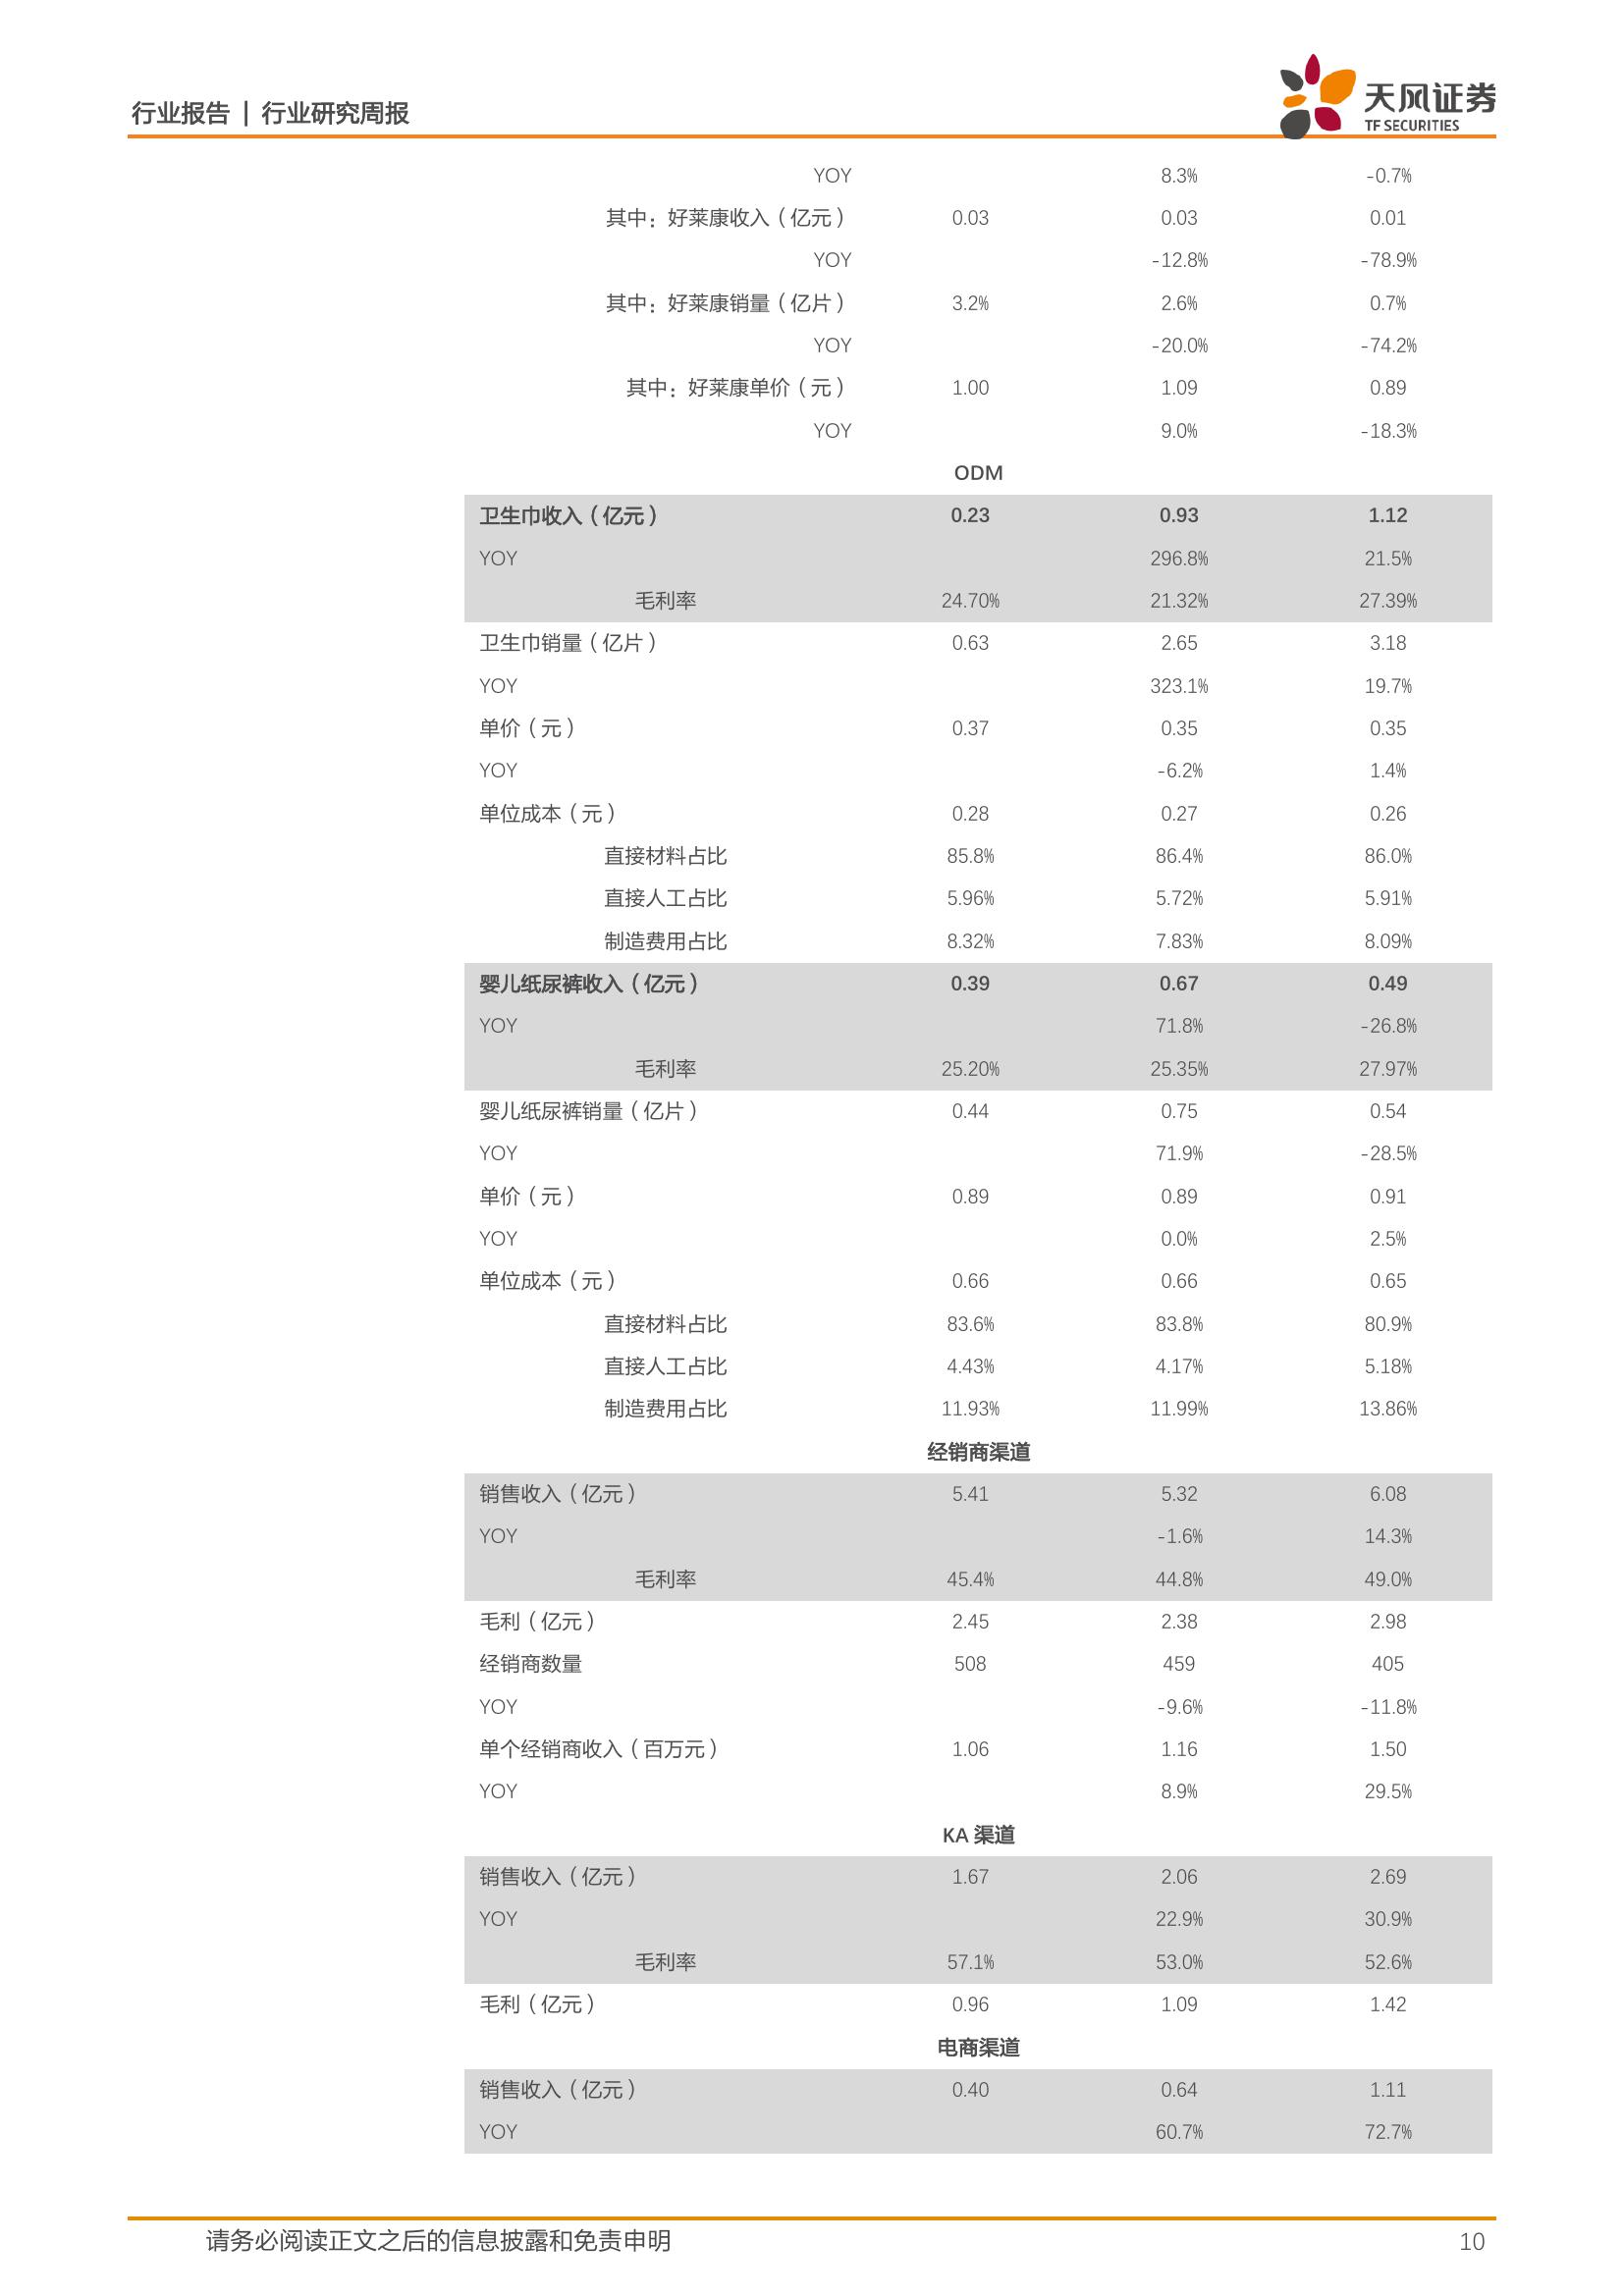 行业报告 | 行业研究周报
天风证券
TF SECURITIES
YOY 8.3% -0.7%
其中：好莱康收入（亿元） 0.03 0.03 0.01
YOY -12.8% -78.9%
其中：好莱康销量（亿片） 3.2% 2.6% 0.7%
YOY -20.0% -74.2%
其中：好莱康单价（元） 1.00 1.09 0.89
YOY 9.0% -18.3%
ODM
卫生巾收入（亿元） 0.23 0.93 1.12
YOY 296.8% 21.5%
毛利率 24.70% 21.32% 27.39%
卫生巾销量（亿片） 0.63 2.65 3.18
YOY 323.1% 19.7%
单价（元） 0.37 0.35 0.35
YOY -6.2% 1.4%
单位成本（元） 0.28 0.27 0.26
直接材料占比 85.8% 86.4% 86.0%
直接人工占比 5.96% 5.72% 5.91%
制造费用占比 8.32% 7.83% 8.09%
婴儿纸尿裤收入（亿元） 0.39 0.67 0.49
YOY 71.8% -26.8%
毛利率 25.20% 25.35% 27.97%
婴儿纸尿裤销量（亿片） 0.44 0.75 0.54
YOY 71.9% -28.5%
单价（元） 0.89 0.89 0.91
YOY 0.0% 2.5%
单位成本（元） 0.66 0.66 0.65
直接材料占比 83.6% 83.8% 80.9%
直接人工占比 4.43% 4.17% 5.18%
制造费用占比 11.93% 11.99% 13.86%
经销商渠道
销售收入（亿元） 5.41 5.32 6.08
YOY -1.6% 14.3%
毛利率 45.4% 44.8% 49.0%
毛利（亿元） 2.45 2.38 2.98
经销商数量 508 459 405
YOY -9.6% -11.8%
单个经销商收入（百万元） 1.06 1.16 1.50
YOY 8.9% 29.5%
KA 渠道
销售收入（亿元） 1.67 2.06 2.69
YOY 22.9% 30.9%
毛利率 57.1% 53.0% 52.6%
毛利（亿元） 0.96 1.09 1.42
电商渠道
销售收入（亿元） 0.40 0.64 1.11
YOY 60.7% 72.7%
请务必阅读正文之后的信息披露和免责申明 10